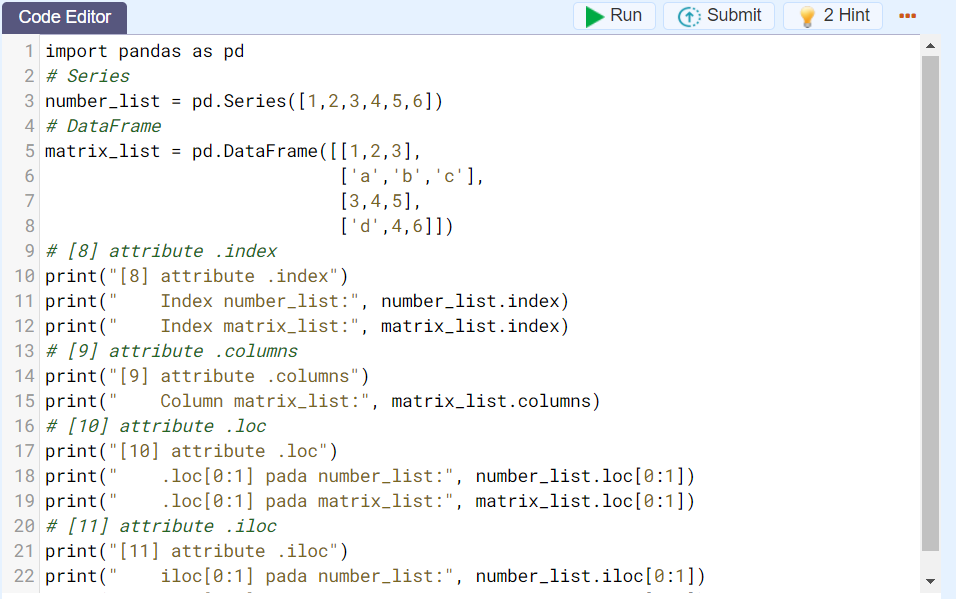 Code Editor
Run
Submit
2 Hint
1 import pandas as pd
2 # Series
3 number_list = pd.Series([1,2,3,4,5,6])
4 # DataFrame
5 matrix_list = pd.DataFrame([[1,2,3],
6                             ['a','b','c'],
7                             [3,4,5],
8                             ['d',4,6]])
9 # [8] attribute .index
10 print("[8] attribute .index")
11 print("    Index number_list:", number_list.index)
12 print("    Index matrix_list:", matrix_list.index)
13 # [9] attribute .columns
14 print("[9] attribute .columns")
15 print("    Column matrix_list:", matrix_list.columns)
16 # [10] attribute .loc
17 print("[10] attribute .loc")
18 print("    .loc[0:1] pada number_list:", number_list.loc[0:1])
19 print("    .loc[0:1] pada matrix_list:", matrix_list.loc[0:1])
20 # [11] attribute .iloc
21 print("[11] attribute .iloc")
22 print("    iloc[0:1] pada number_list:", number_list.iloc[0:1])